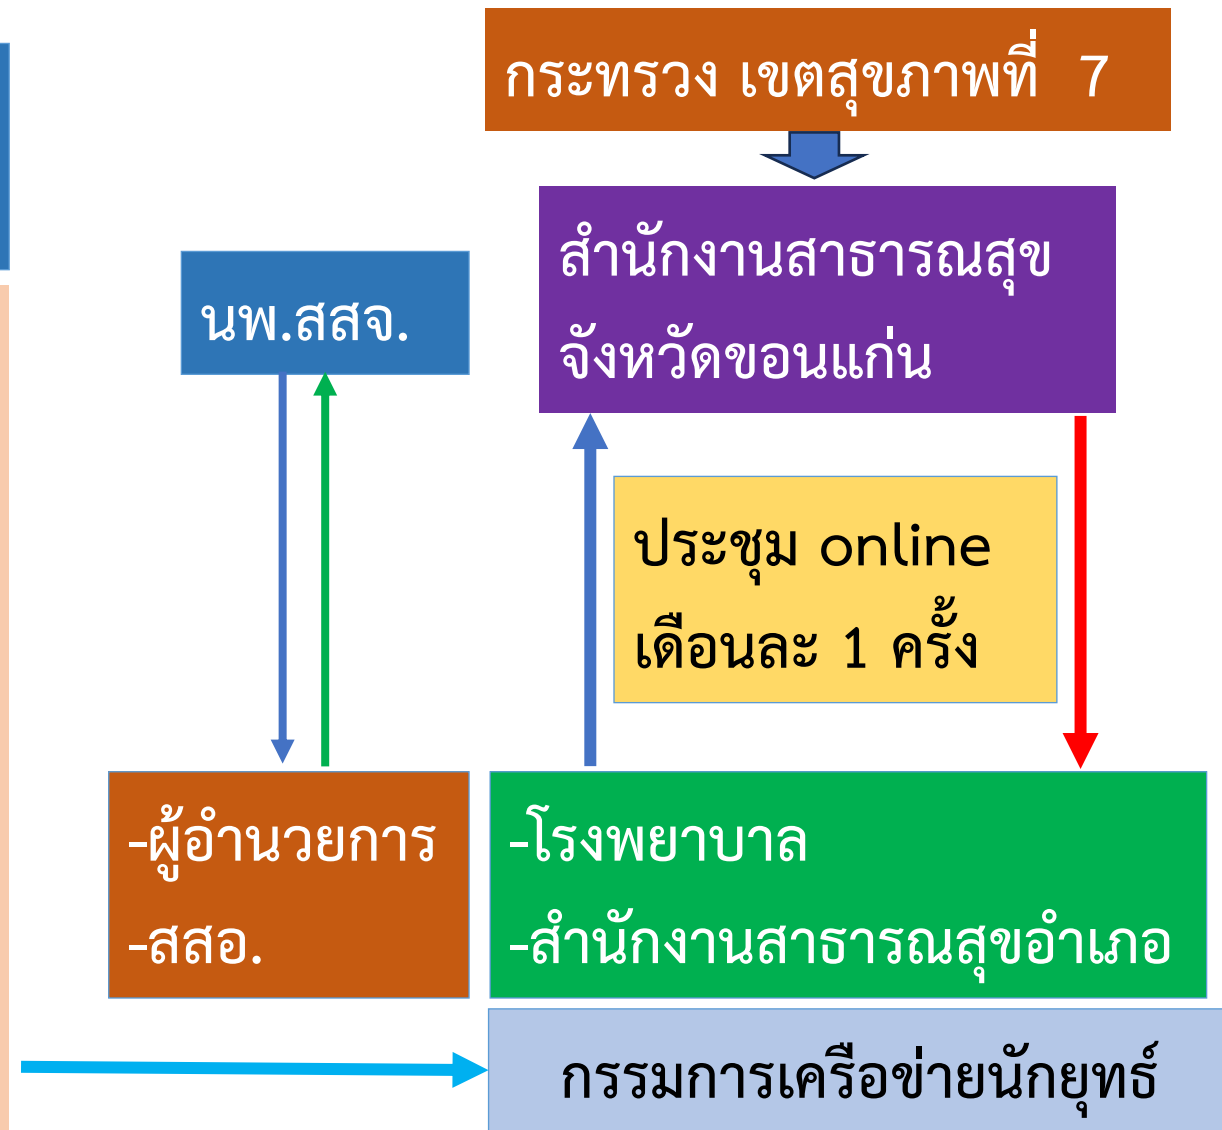 กระทรวง เขตสุขภาพที่ 7
สำนักงานสาธารณสุข
จังหวัดขอนแก่น
นพ.สสจ.
ประชุม online
เดือนละ 1 ครั้ง
-ผู้อำนวยการ
-สสอ.
-โรงพยาบาล
-สำนักงานสาธารณสุขอำเภอ
กรรมการเครือข่ายนักยุทธ์